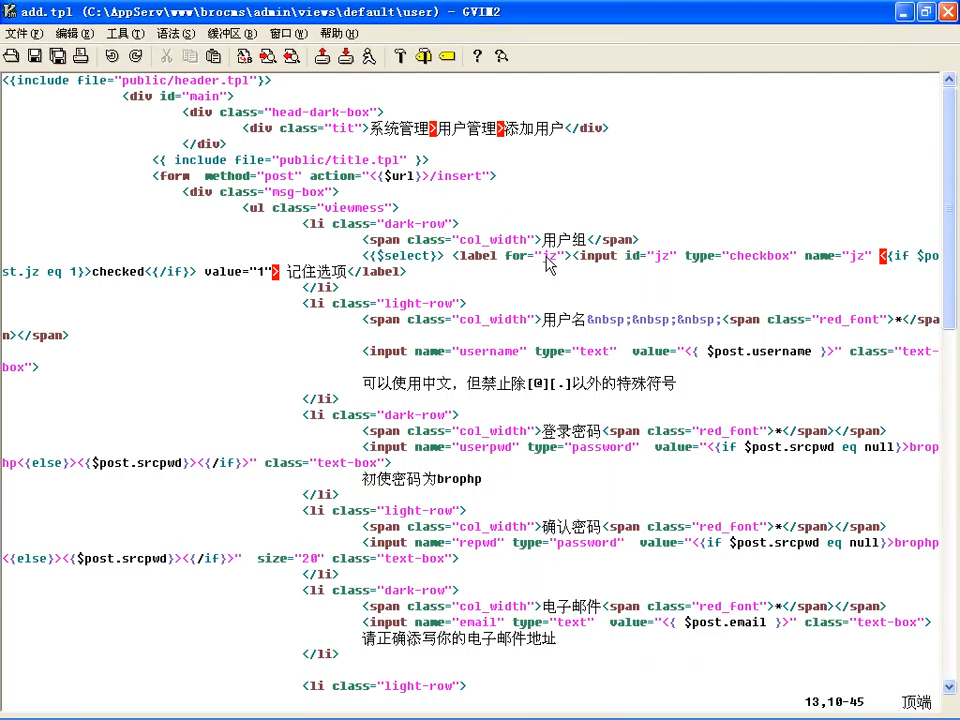 add.tpl (C:\AppServ\www\brocms\admin\views\default\user) - GVIM2
文件(F) 编辑(E) 工具(T) 语法(S) 缓冲区(B) 窗口(W) 帮助(H)
<{include file="public/header.tpl"}>
<div id="main">
<div class="head-dark-box">
<div class="tit">系统管理>用户管理>添加用户</div>
</div>
<{ include file="public/title.tpl" }>
<form method="post" action="<{$url}>/insert">
<div class="msg-box">
<ul class="viewmess">
<li class="dark-row">
<span class="col_width">用户组</span>
<{$select}> <label for="jz"><input id="jz" type="checkbox" name="jz" <{if $po
st.jz eq 1}>checked<{/if}> value="1"> 记住选项</label>
</li>
<li class="light-row">
<span class="col_width">用户名&nbsp;&nbsp;&nbsp;<span class="red_font">*</spa
n></span>
<input name="username" type="text" value="<{ $post.username }>" class="text-
box">
可以使用中文，但禁止除[@][.]以外的特殊符号
</li>
<li class="dark-row">
<span class="col_width">登录密码<span class="red_font">*</span></span>
<input name="userpwd" type="password" value="<{if $post.srcpwd eq null}>brop
hp<{else}><{$post.srcpwd}><{/if}>" class="text-box">
初使密码为brophp
</li>
<li class="light-row">
<span class="col_width">确认密码<span class="red_font">*</span></span>
<input name="repwd" type="password" value="<{if $post.srcpwd eq null}>brophp
<{else}><{$post.srcpwd}><{/if}>" size="20" class="text-box">
</li>
<li class="dark-row">
<span class="col_width">电子邮件<span class="red_font">*</span></span>
<input name="email" type="text" value="<{ $post.email }>" class="text-box">
请正确添写你的电子邮件地址
</li>
<li class="light-row">
13,10-45 顶端